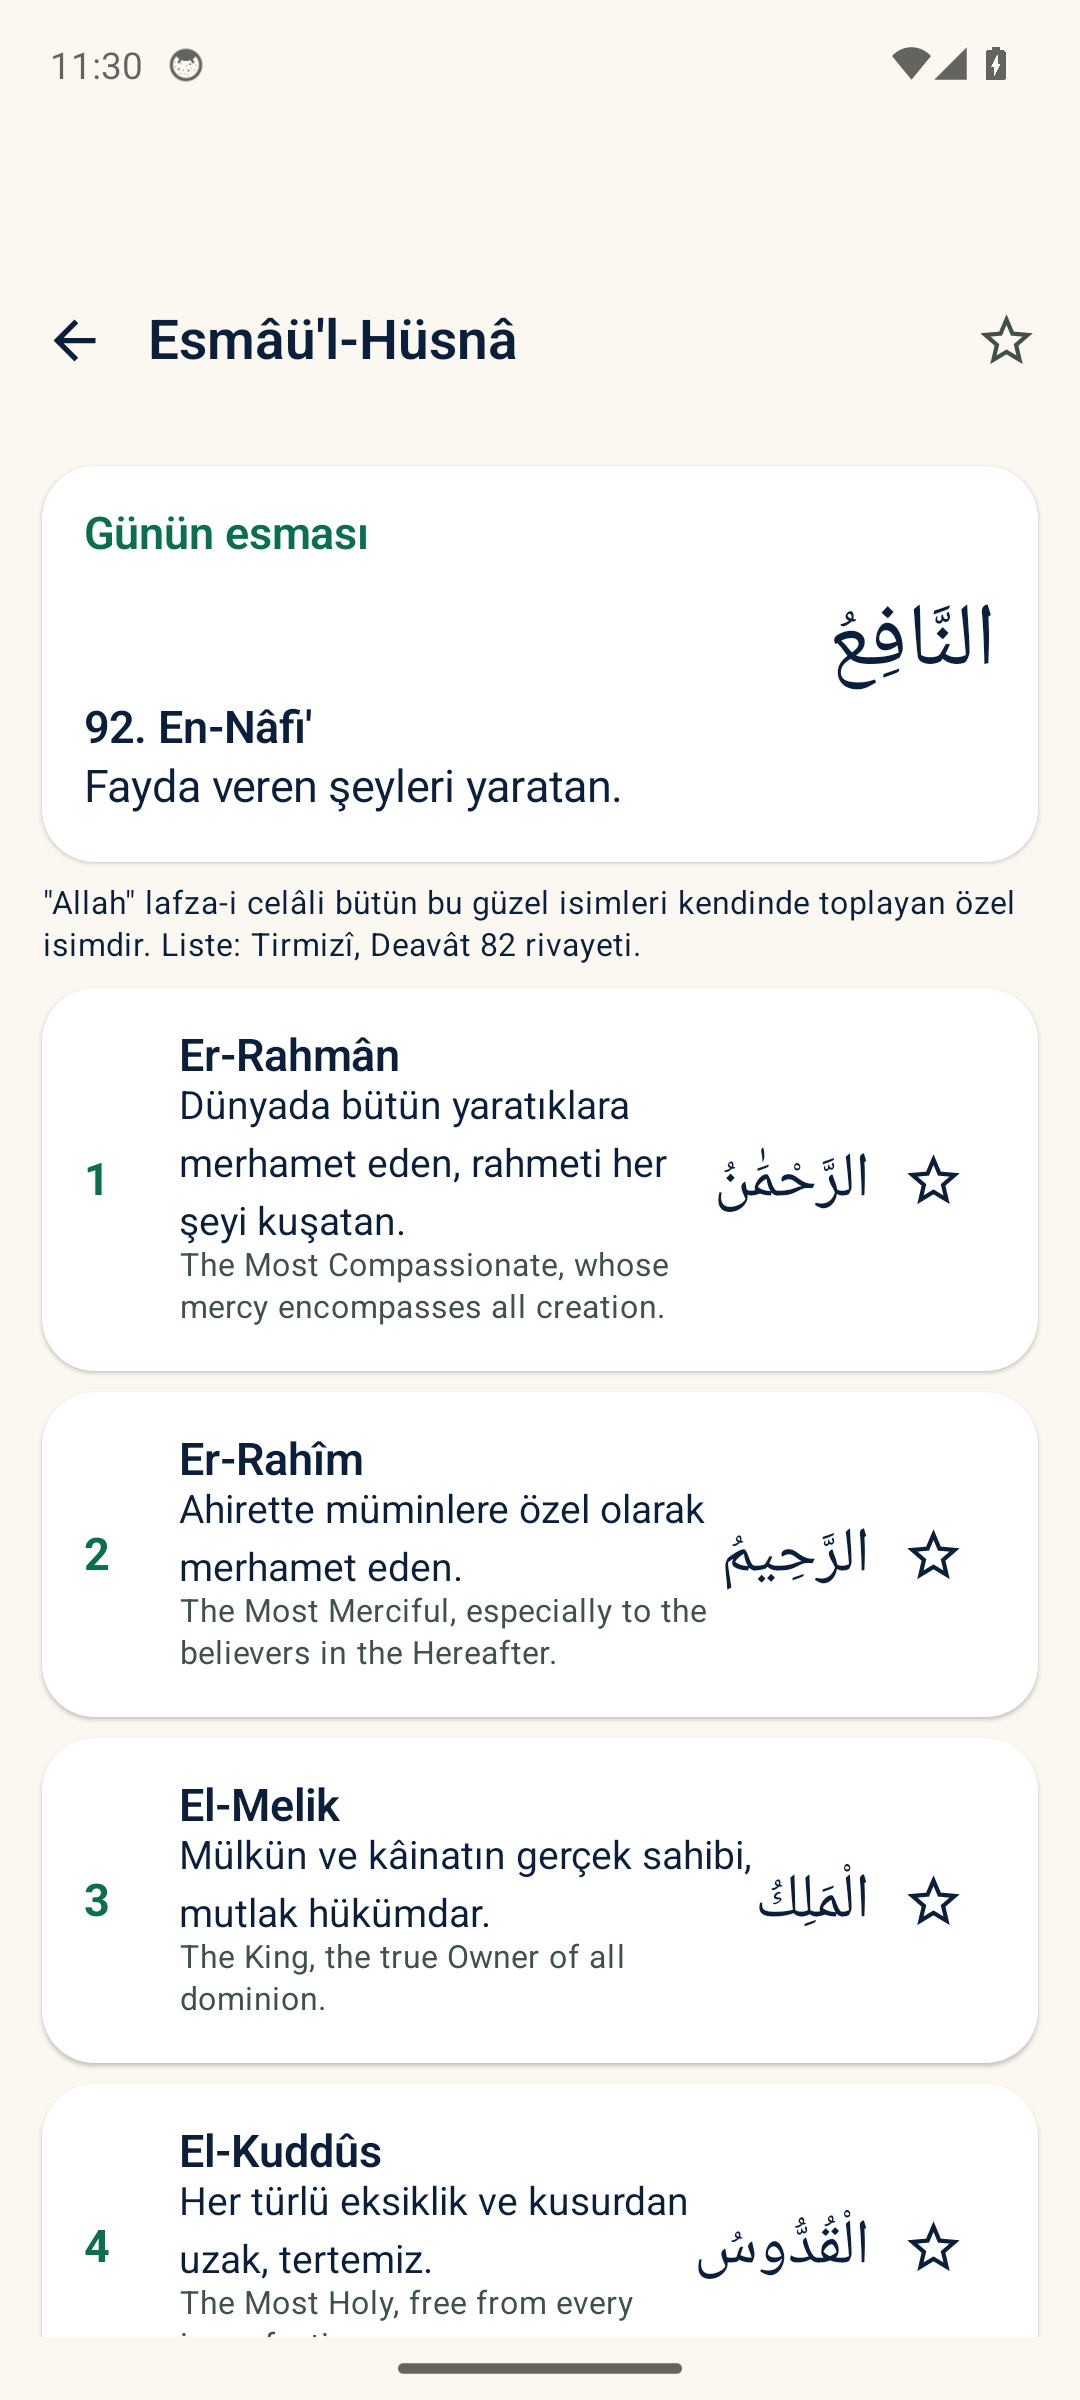 11:30
Esmâü'l-Hüsnâ
Günün esması
النَّافِعُ
92. En-Nâfi'
Fayda veren şeyleri yaratan.
"Allah" lafza-i celâli bütün bu güzel isimleri kendinde toplayan özel
isimdir. Liste: Tirmizî, Deavât 82 rivayeti.
1
Er-Rahmân
Dünyada bütün yaratıklara
merhamet eden, rahmeti her
şeyi kuşatan.
The Most Compassionate, whose
mercy encompasses all creation.
الرَّحْمَٰنُ
2
Er-Rahîm
Ahirette müminlere özel olarak
merhamet eden.
The Most Merciful, especially to the
believers in the Hereafter.
الرَّحِيمُ
3
El-Melik
Mülkün ve kâinatın gerçek sahibi,
mutlak hükümdar.
The King, the true Owner of all
dominion.
الْمَلِكُ
4
El-Kuddûs
Her türlü eksiklik ve kusurdan
uzak, tertemiz.
The Most Holy, free from every
الْقُدُّوسُ